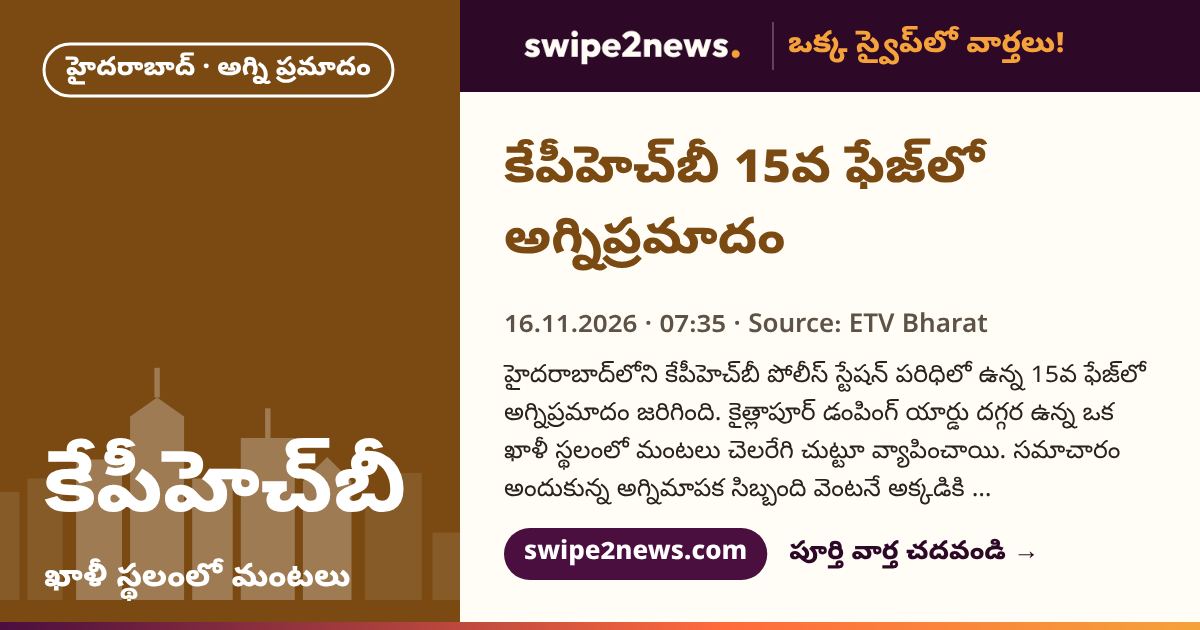 హైదరాబాద్ · అగ్ని ప్రమాదం
కేపీహెచ్‌బీ
ఖాళీ స్థలంలో మంటలు
swipe2news.
ఒక్క స్వైప్‌లో వార్తలు!
కేపీహెచ్‌బీ 15వ ఫేజ్‌లో
అగ్నిప్రమాదం
16.11.2026 · 07:35 · Source: ETV Bharat
హైదరాబాద్‌లోని కేపీహెచ్‌బీ పోలీస్ స్టేషన్ పరిధిలో ఉన్న 15వ ఫేజ్‌లో
అగ్నిప్రమాదం జరిగింది. కైత్లాపూర్ డంపింగ్ యార్డు దగ్గర ఉన్న ఒక
ఖాళీ స్థలంలో మంటలు చెలరేగి చుట్టూ వ్యాపించాయి. సమాచారం
అందుకున్న అగ్నిమాపక సిబ్బంది వెంటనే అక్కడికి ...
swipe2news.com
పూర్తి వార్త చదవండి →